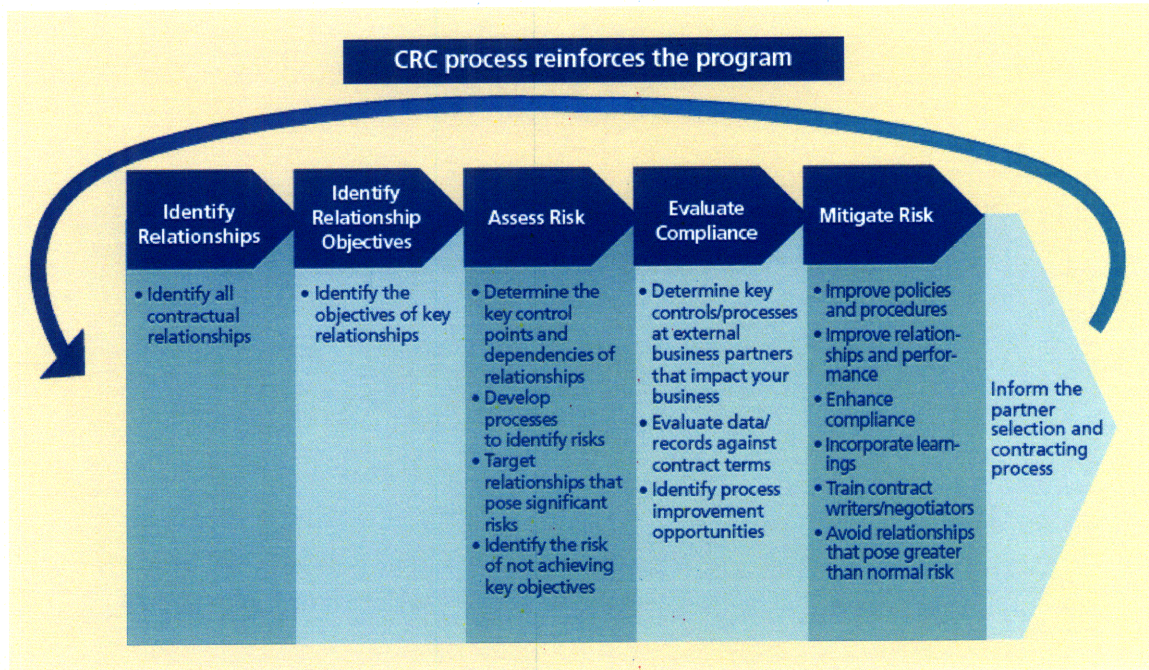 CRC process reinforces the program
Identify
Relationships
• Identify all
contractual
relationships
Identify
Relationship
Objectives
• Identify the
objectives of key
relationships
Assess Risk
• Determine the
key control
points and
dependencies of
relationships
• Develop
processes
to identify risks
• Target
relationships that
pose significant
risks
• Identify the risk
of not achieving
key objectives
Evaluate
Compliance
• Determine key
controls/processes
at external
business partners
that impact your
business
• Evaluate data/
records against
contract terms
• Identify process
improvement
opportunities
Mitigate Risk
• Improve policies
and procedures
• Improve relation-
ships and perfor-
mance
• Enhance
compliance
• Incorporate learn-
ings
• Train contract
writers/negotiators
• Avoid relationships
that pose greater
than normal risk
Inform the
partner
selection and
contracting
process